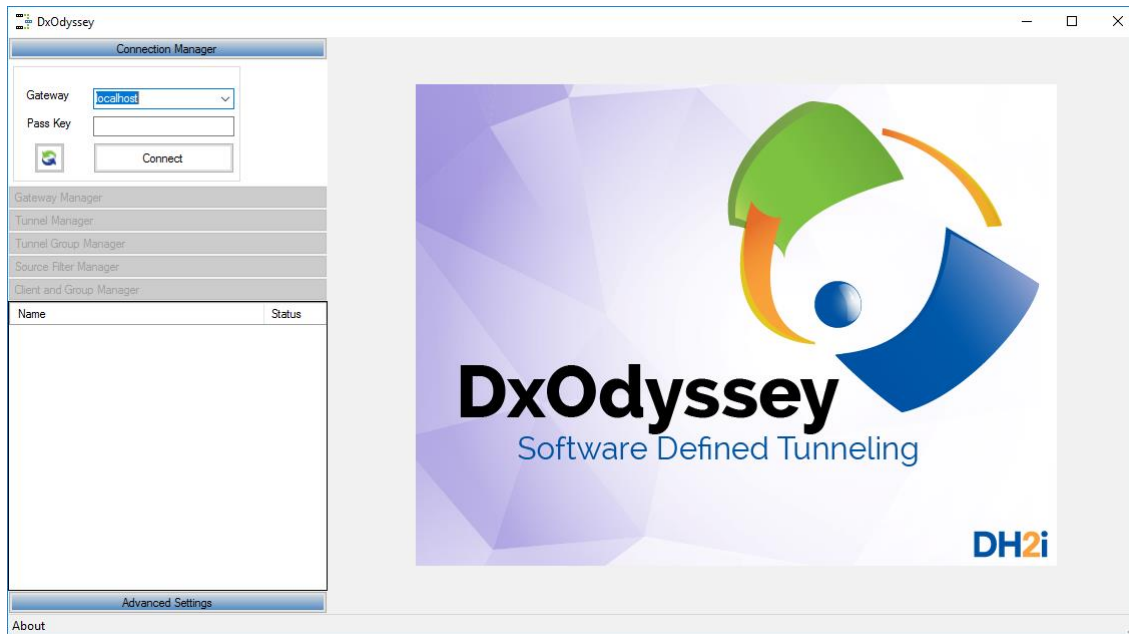 DxOdyssey
Connection Manager
Gateway
localhost
Pass Key
Connect
Gateway Manager
Tunnel Manager
Tunnel Group Manager
Source Filter Manager
Client and Group Manager
Name Status
Advanced Settings
About
DxOdyssey
Software Defined Tunneling
DH2i